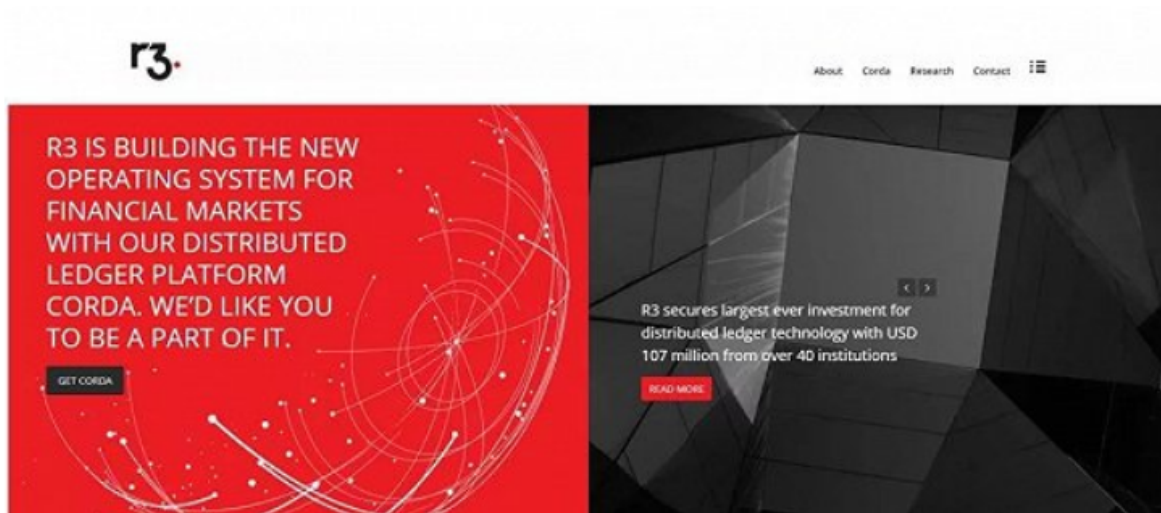 r3.
About Corda Research Contact
R3 IS BUILDING THE NEW
OPERATING SYSTEM FOR
FINANCIAL MARKETS
WITH OUR DISTRIBUTED
LEDGER PLATFORM
CORDA. WE'D LIKE YOU
TO BE A PART OF IT.
GET CORDA
R3 secures largest ever investment for
distributed ledger technology with USD
107 million from over 40 institutions
READ MORE